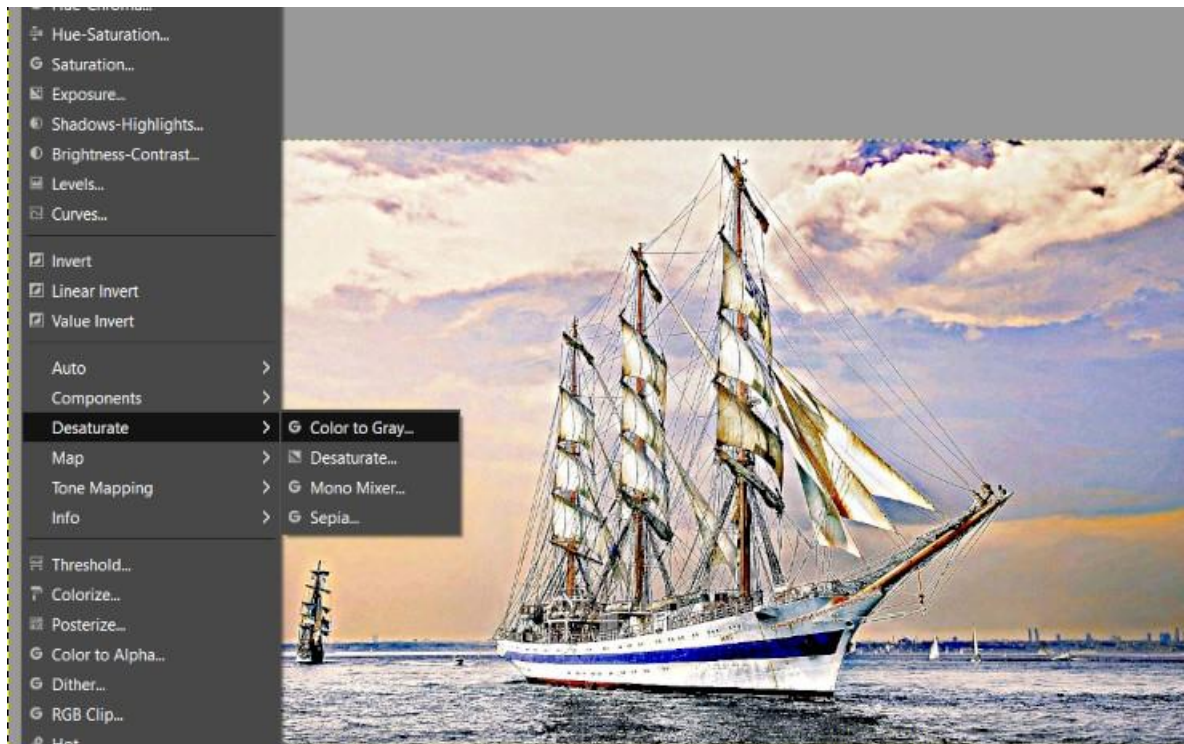 Hue-Chroma...
Hue-Saturation...
Saturation...
Exposure...
Shadows-Highlights...
Brightness-Contrast...
Levels...
Curves...
Invert
Linear Invert
Value Invert
Auto
Components
Desaturate
Map
Tone Mapping
Info
Color to Gray...
Desaturate...
Mono Mixer...
Sepia...
Threshold...
Colorize...
Posterize...
Color to Alpha...
Dither...
RGB Clip...